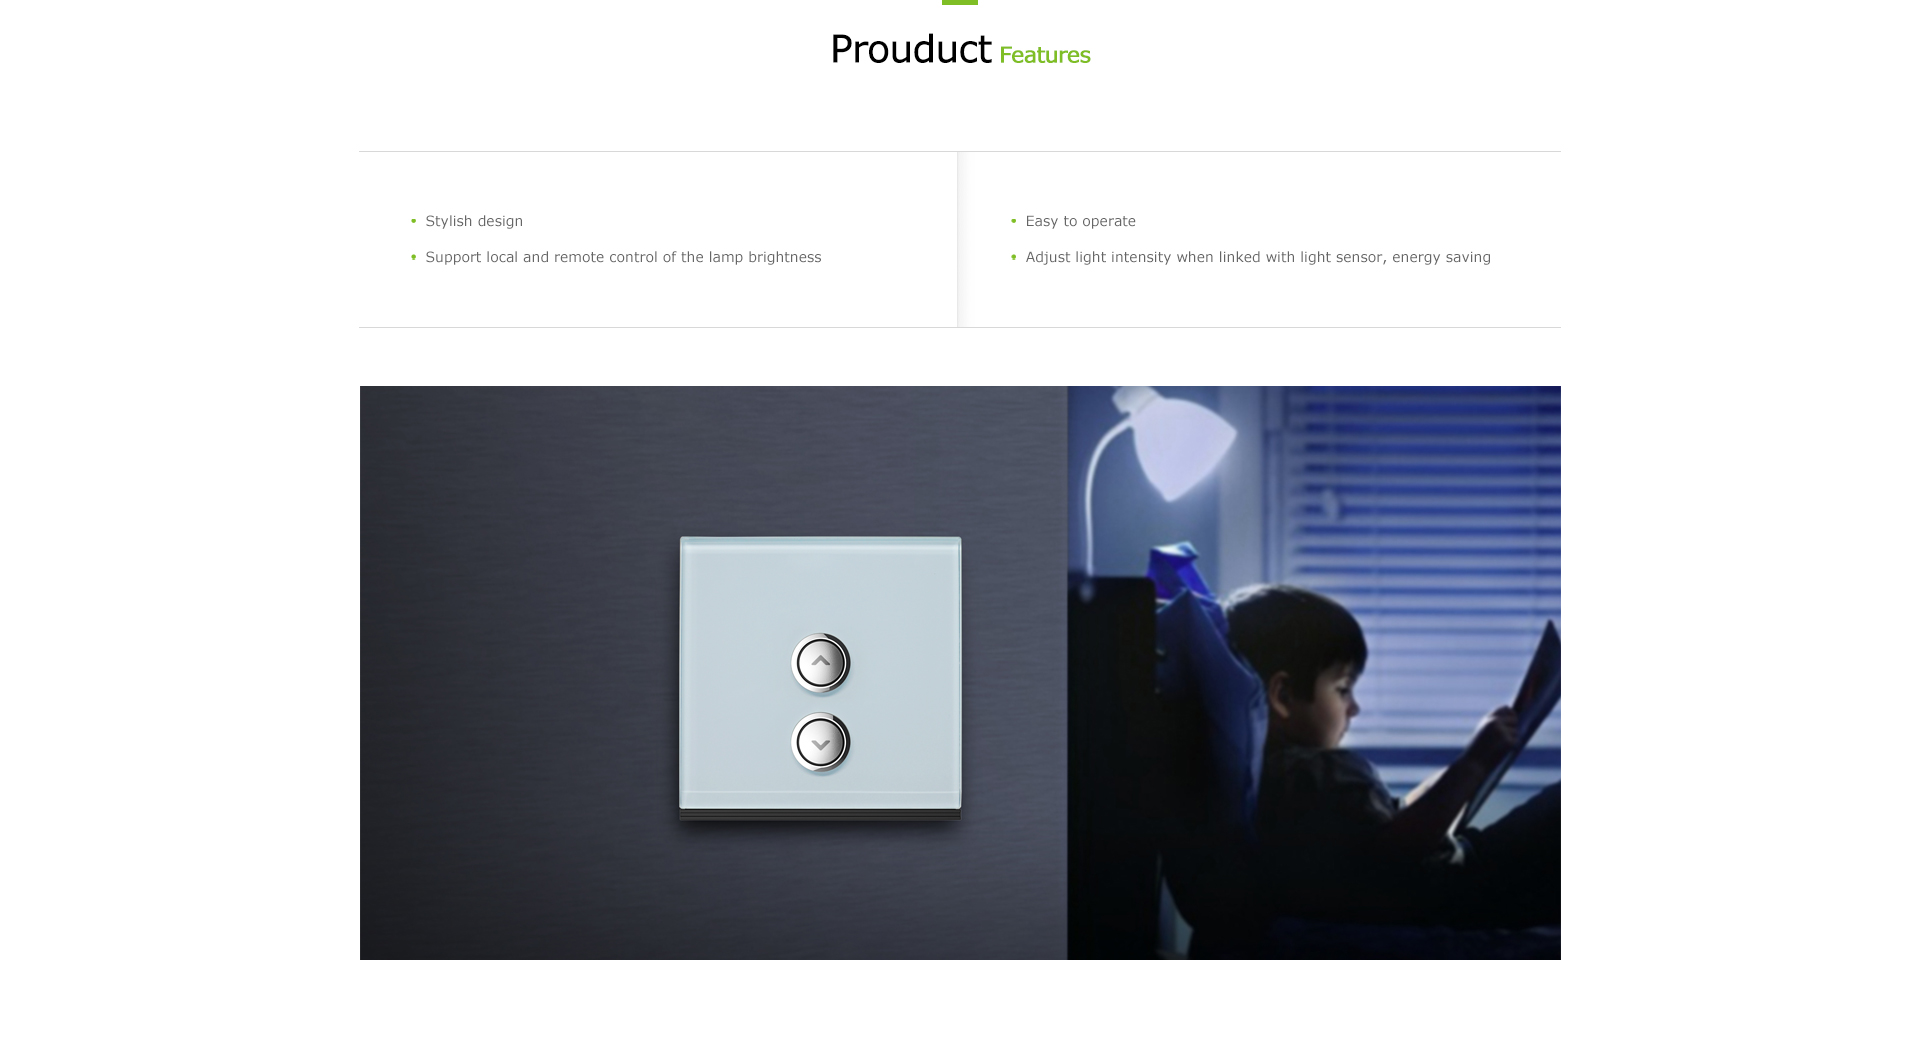 Prouduct Features
Stylish design
Support local and remote control of the lamp brightness
Easy to operate
Adjust light intensity when linked with light sensor, energy saving